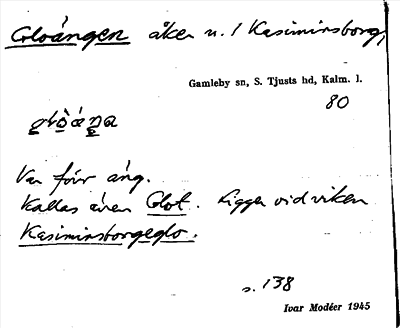 Gloängen åker n. 1 Kasimirsborg,
Gamleby sn, S. Tjusts hd, Kalm. l.
80
Var förr äng.
Kallas även Glot. Ligger vid viken
Kasimirsborgeglo.
s. 138
Ivar Modéer 1945